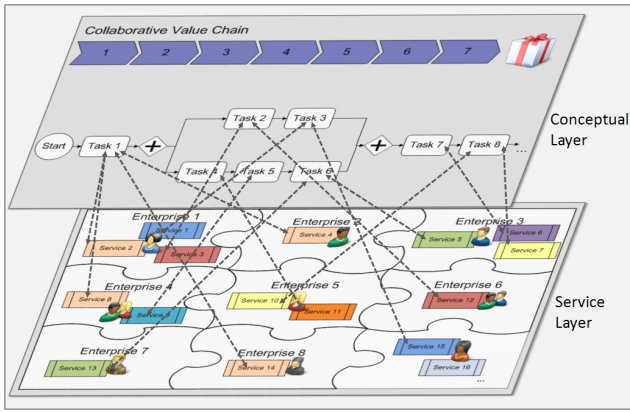 Collaborative Value Chain
1 2 3 4 5 6 7
Conceptual
Layer
Start
Task 1
Task 2
Task 3
Task 4
Task 5
Task 6
Task 7
Task 8
...
Service
Layer
Enterprise 1
Service 1
Service 2
Service 3
Enterprise 2
Service 4
Enterprise 3
Service 5
Service 6
Service 7
Enterprise 4
Service 8
Service 9
Enterprise 5
Service 10
Service 11
Enterprise 6
Service 12
Enterprise 7
Service 13
Enterprise 8
Service 14
Service 15
Service 16
...